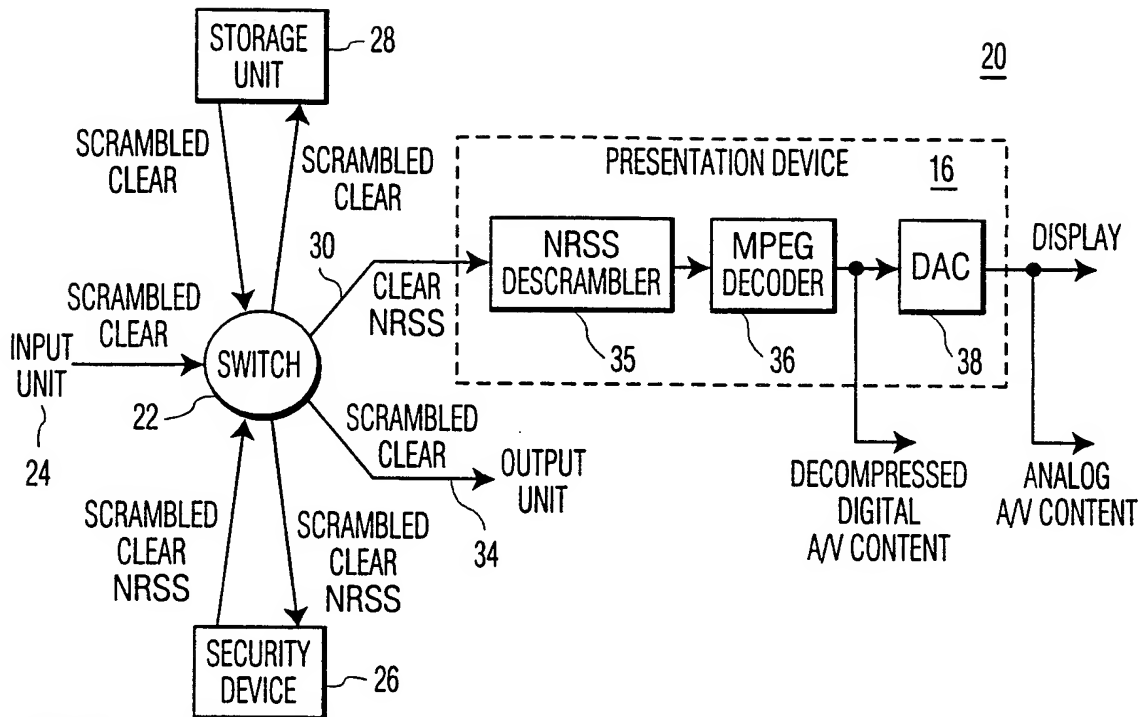 STORAGE
UNIT
28
20
SCRAMBLED
CLEAR
SCRAMBLED
CLEAR
PRESENTATION DEVICE
16
30
NRSS
DESCRAMBLER
MPEG
DECODER
DAC
DISPLAY
CLEAR
NRSS
35
36
38
SCRAMBLED
CLEAR
INPUT
UNIT
24
SWITCH
22
SCRAMBLED
CLEAR
OUTPUT
UNIT
34
DECOMPRESSED
DIGITAL
A/V CONTENT
ANALOG
A/V CONTENT
SCRAMBLED
CLEAR
NRSS
SCRAMBLED
CLEAR
NRSS
SECURITY
DEVICE
26